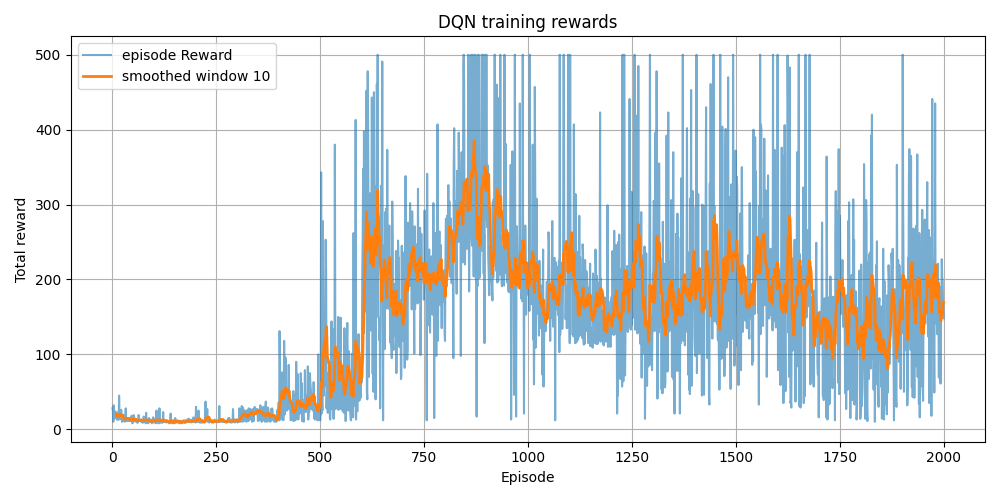 DQN training rewards
episode Reward
smoothed window 10
Total reward
500
400
300
200
100
0
0 250 500 750 1000 1250 1500 1750 2000
Episode